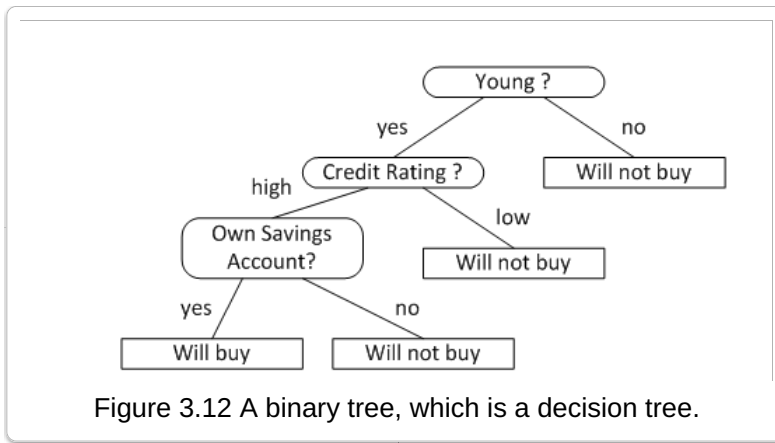 Young ?
yes
no
Credit Rating ?
Will not buy
high
low
Own Savings
Account?
Will not buy
yes
no
Will buy
Will not buy
Figure 3.12 A binary tree, which is a decision tree.